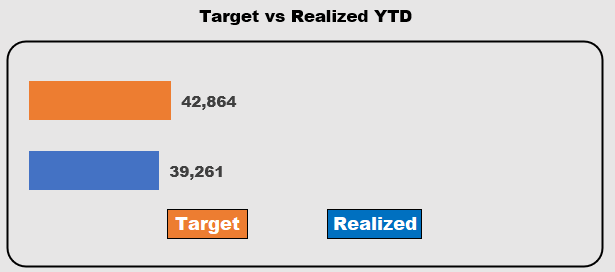 Target vs Realized YTD
42,864
39,261
Target Realized